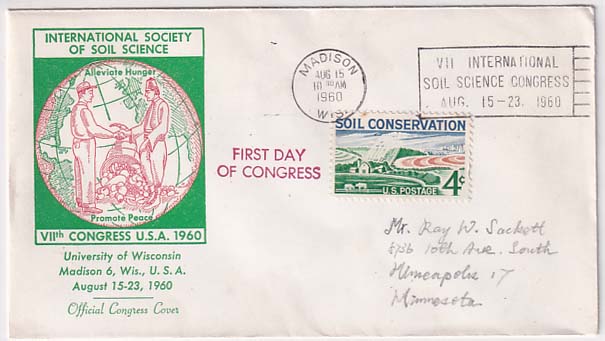 INTERNATIONAL SOCIETY
OF SOIL SCIENCE
Alleviate Hunger
Promote Peace
VIIth CONGRESS U.S.A. 1960
University of Wisconsin
Madison 6, Wis., U. S. A.
August 15-23, 1960
Official Congress Cover
MADISON
AUG 15
10 AM
1960
WIS.
VII INTERNATIONAL
SOIL SCIENCE CONGRESS
AUG. 15-23, 1960
FIRST DAY
OF CONGRESS
SOIL CONSERVATION
U.S. POSTAGE
4¢
Mr. Ray W. Sackett
10th Ave. South
17
Minnesota